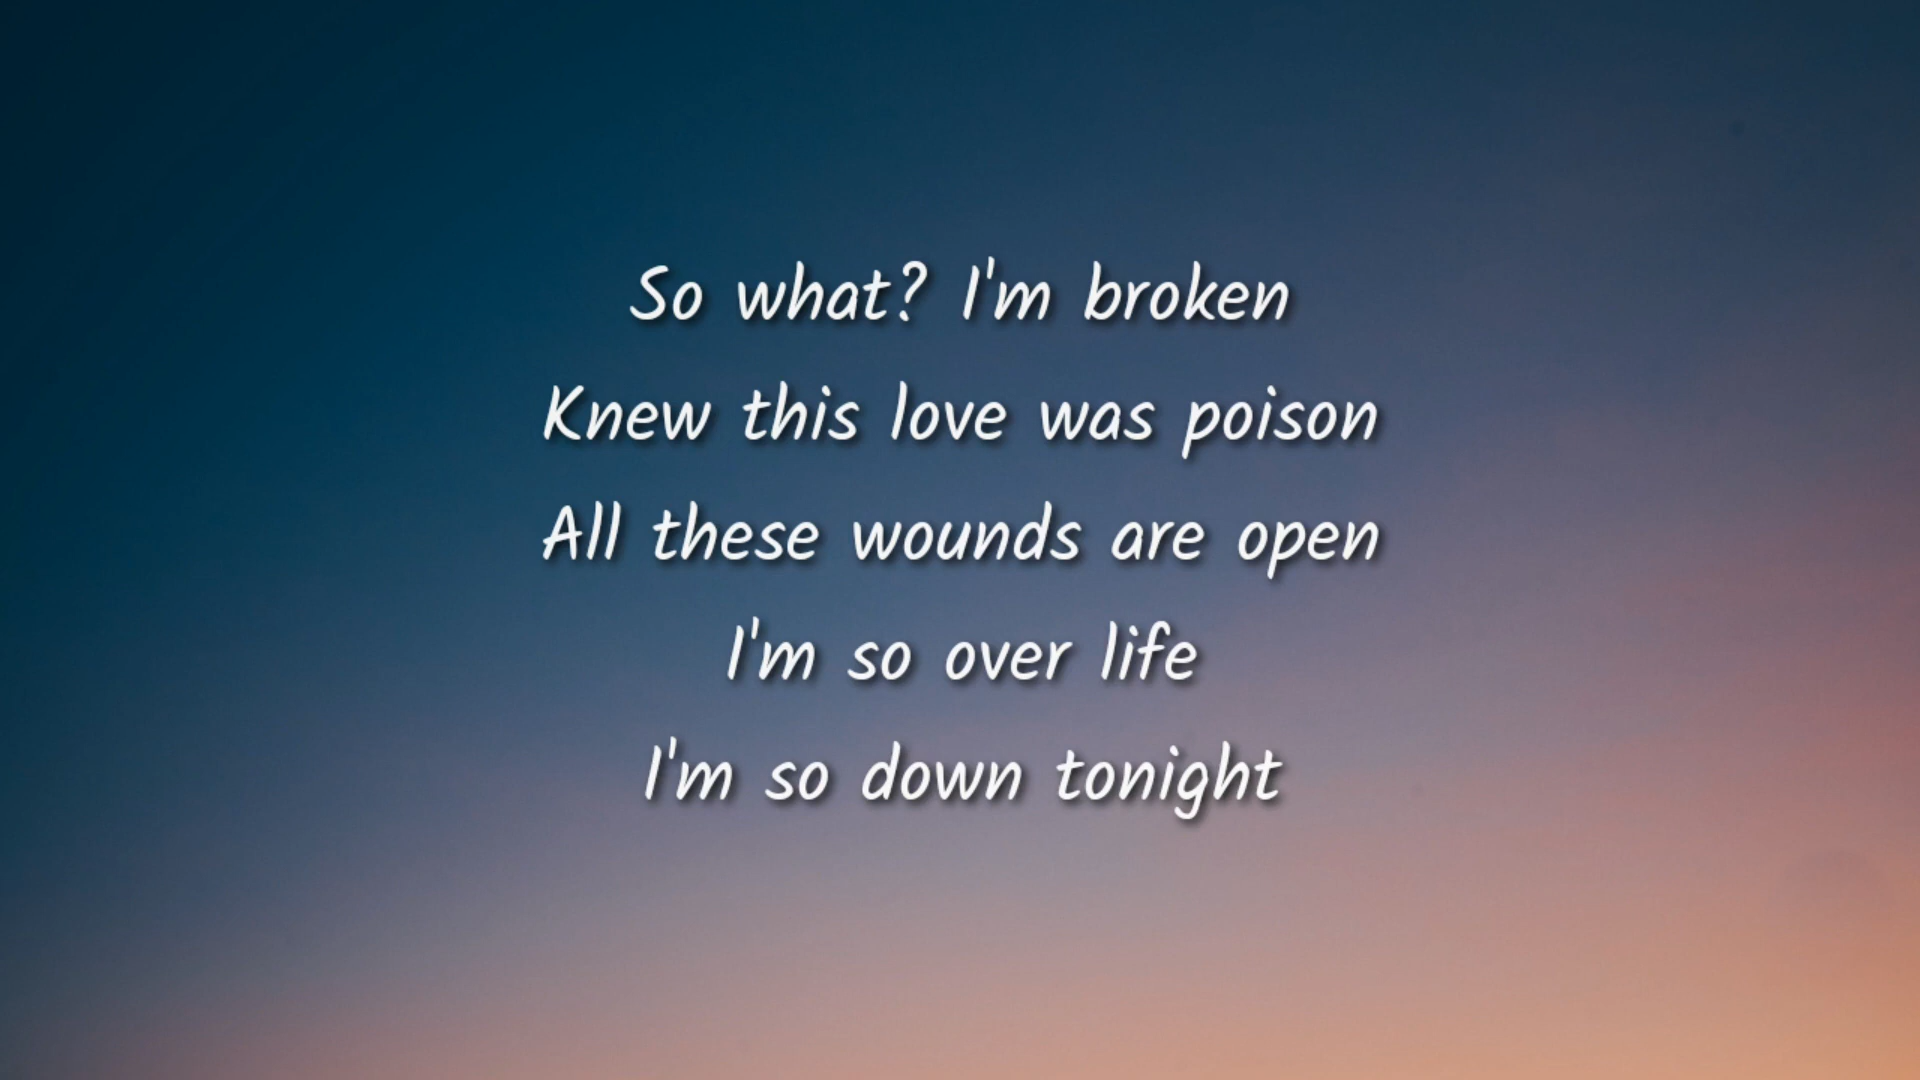 So what? I'm broken
Knew this love was poison
All these wounds are open
I'm so over life
I'm so down tonight